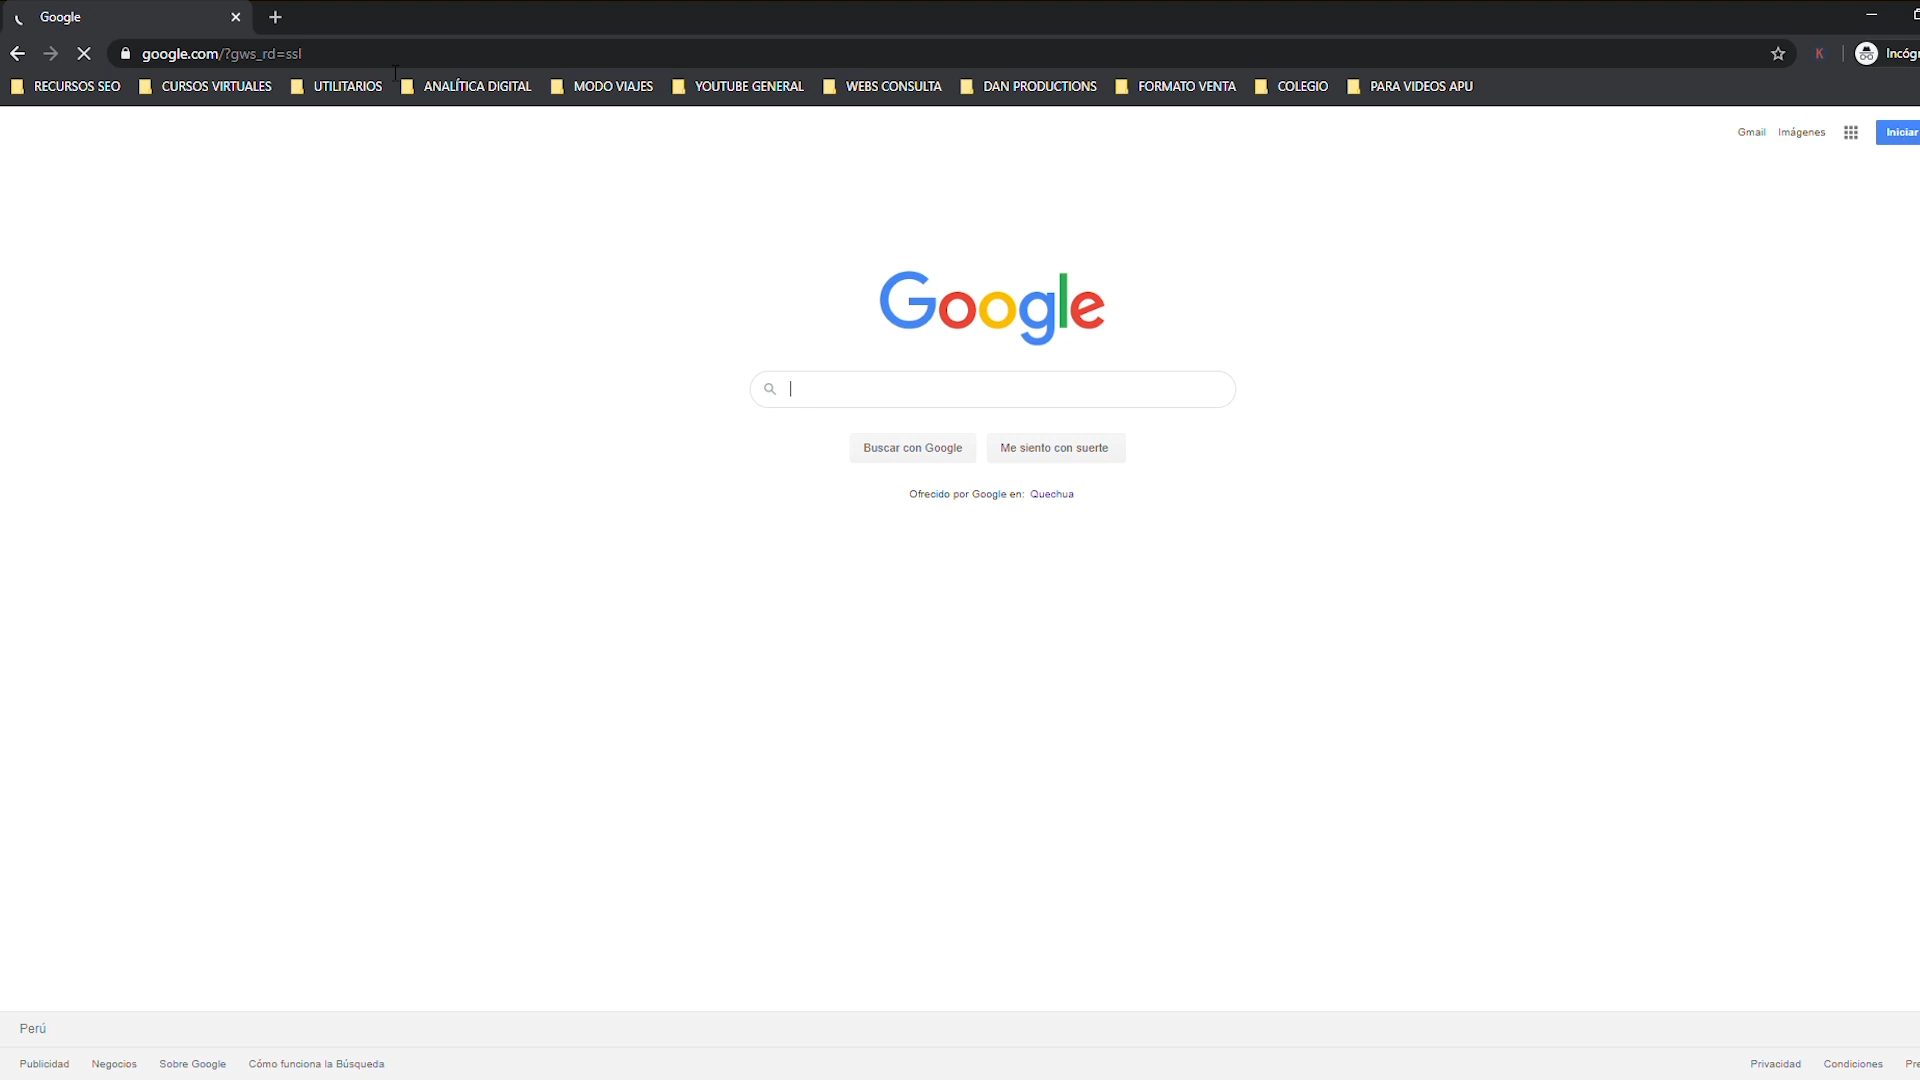 Google
google.com/?gws_rd=ssl
K
Incógn
RECURSOS SEO CURSOS VIRTUALES UTILITARIOS ANALÍTICA DIGITAL MODO VIAJES YOUTUBE GENERAL WEBS CONSULTA DAN PRODUCTIONS FORMATO VENTA COLEGIO PARA VIDEOS APU
Gmail Imágenes Iniciar
Google
Buscar con Google Me siento con suerte
Ofrecido por Google en: Quechua
Perú
Publicidad Negocios Sobre Google Cómo funciona la Búsqueda Privacidad Condiciones Pre